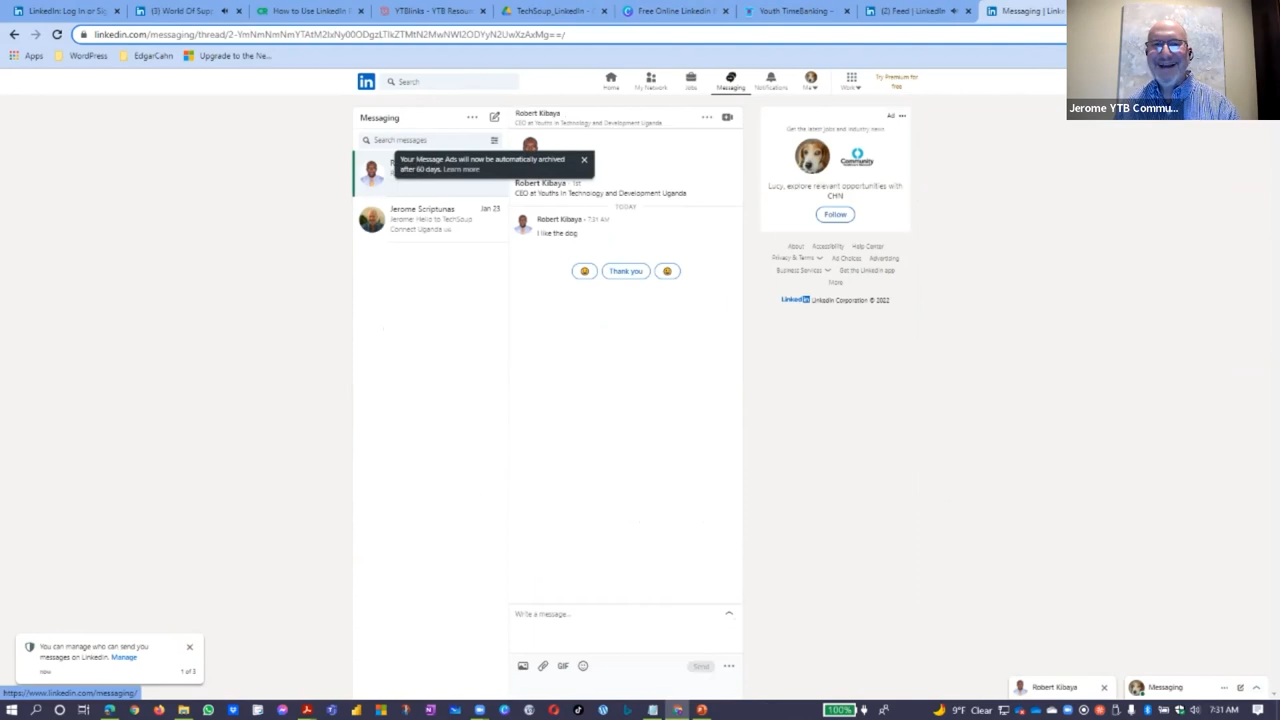 LinkedIn Log In or Sig
(3) World Of Sup
How to Use LinkedIn
YTBLinks - YTB Resour
TechSoup_LinkedIn -
Free Online LinkedIn
Youth TimeBanking -
(2) Feed | LinkedIn
Messaging | Link
linkedin.com/messaging/thread/
Apps
WordPress
EdgarCahn
Upgrade to the Ne...
Search
Home
My Network
Jobs
Messaging
Notifications
Me
Work
Try Premium for
free
Jerome YTB Commu...
Messaging
Robert Kibaya
CEO at Youths in Technology and Development Uganda
Search messages
Your Message Ads will now be automatically archived
after 60 days. Learn more
Robert Kibaya · 1st
CEO at Youths in Technology and Development Uganda
TODAY
Jerome Scriptunas Jan 23
Jerome: Hello to TechSoup
Connect Uganda
Robert Kibaya · 7:31 AM
I like the dog
Thank you
Ad
Get the latest jobs and industry news
Community
Lucy, explore relevant opportunities with
CHN
Follow
About Accessibility Help Center
Privacy & Terms Ad Choices Advertising
Business Services Get the LinkedIn app
More
LinkedIn LinkedIn Corporation © 2022
Write a message...
GIF
Send
You can manage who can send you
messages on LinkedIn. Manage
now
1 of 3
https://www.linkedin.com/messaging/
Robert Kibaya
Messaging
100%
9°F Clear
7:31 AM